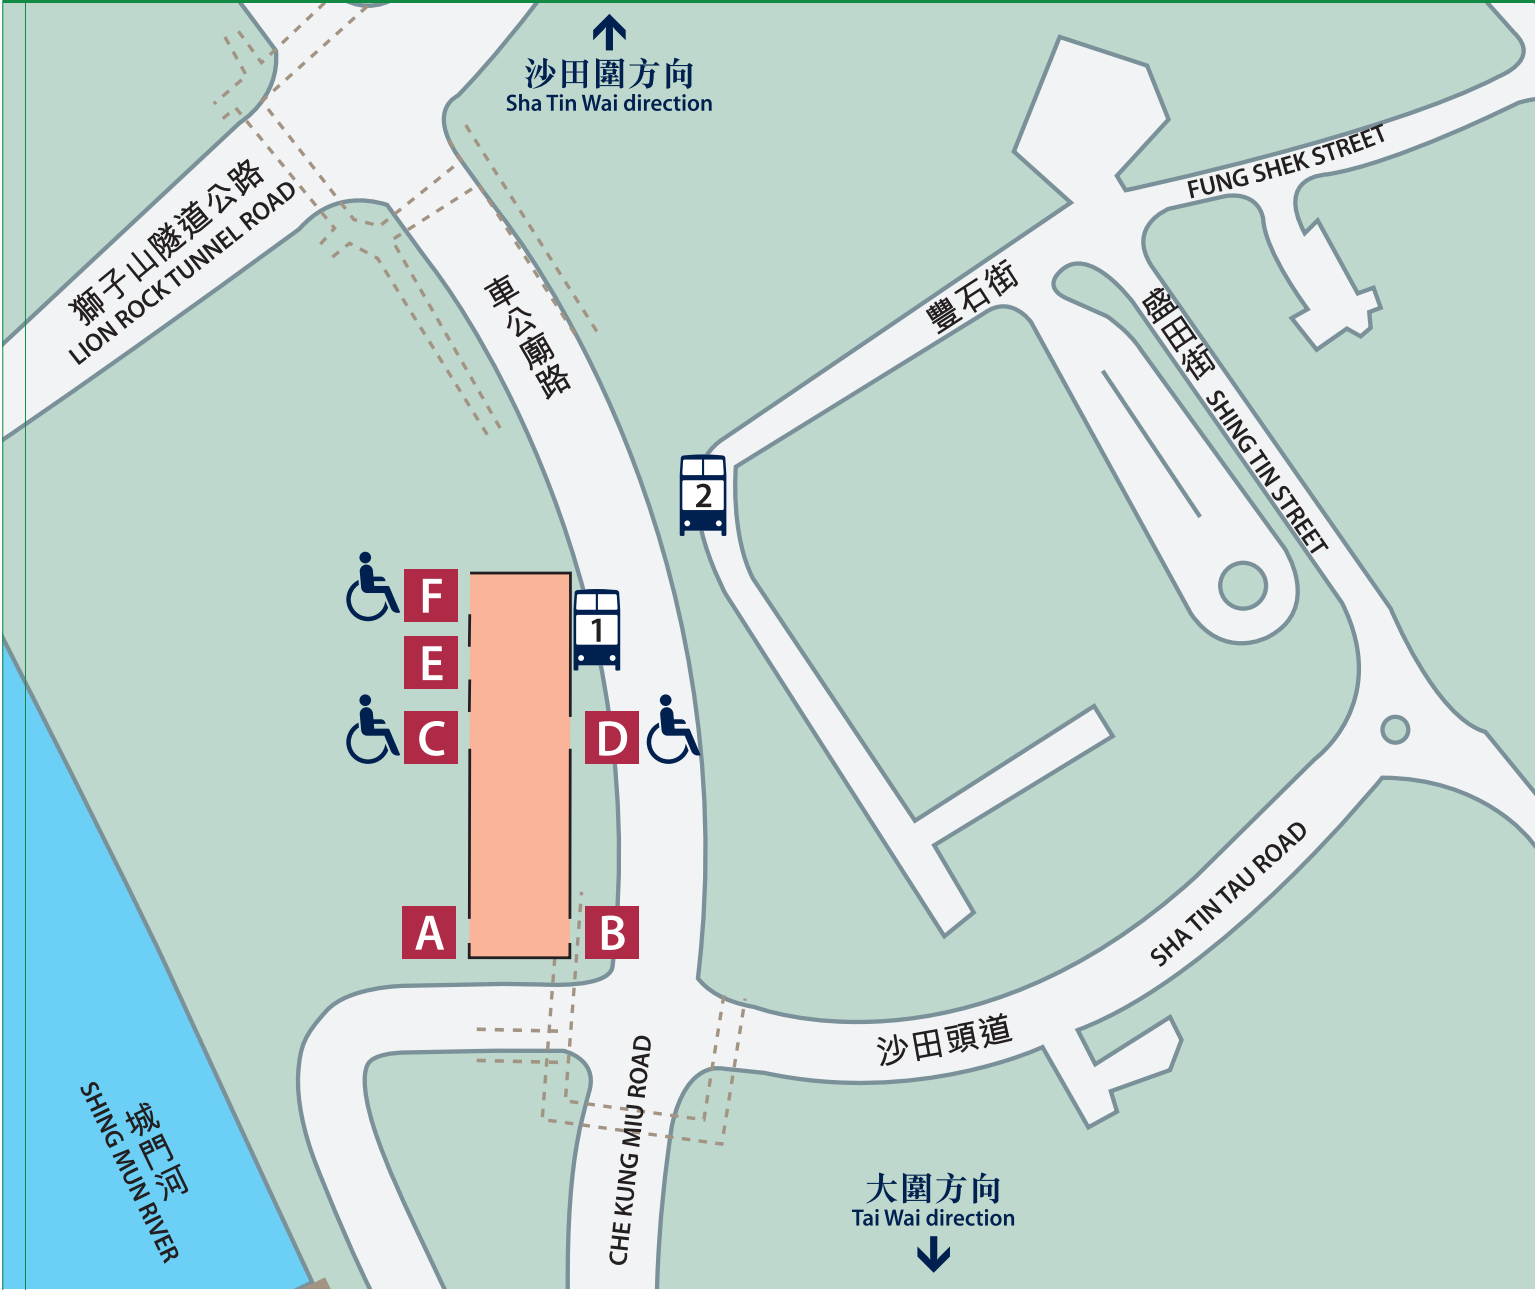 沙田圍方向
Sha Tin Wai direction
FUNG SHEK STREET
獅子山隧道公路
LION ROCK TUNNEL ROAD
車公廟路
豐石街
盛田街 SHING TIN STREET
2
F
1
E
C
D
A
B
SHA TIN TAU ROAD
沙田頭道
CHE KUNG MIU ROAD
城門河
SHING MUN RIVER
大圍方向
Tai Wai direction